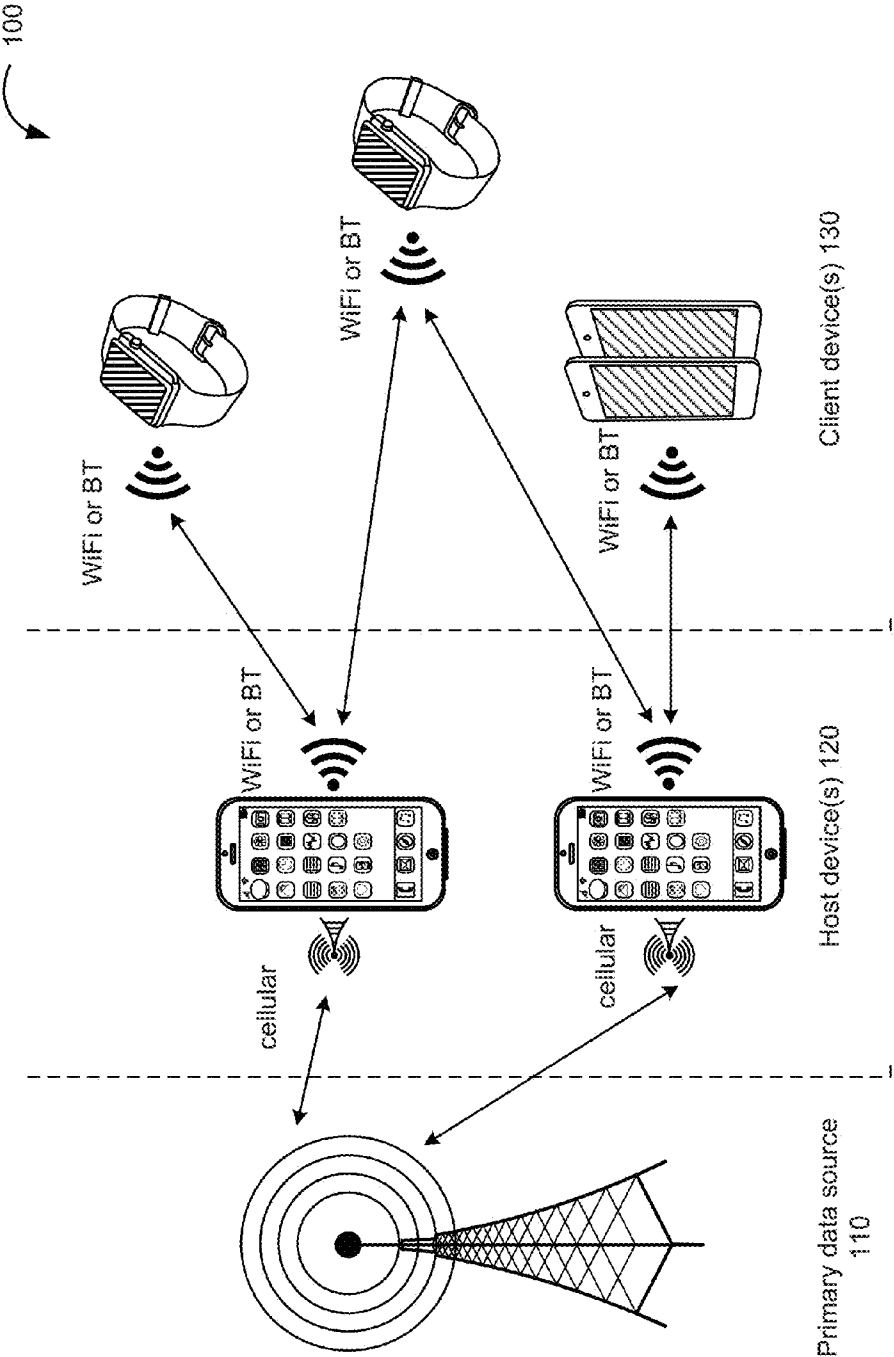 100
WiFi or BT
WiFi or BT
WiFi or BT
WiFi or BT
WiFi or BT
cellular
cellular
Primary data source
110
Host device(s) 120
Client device(s) 130